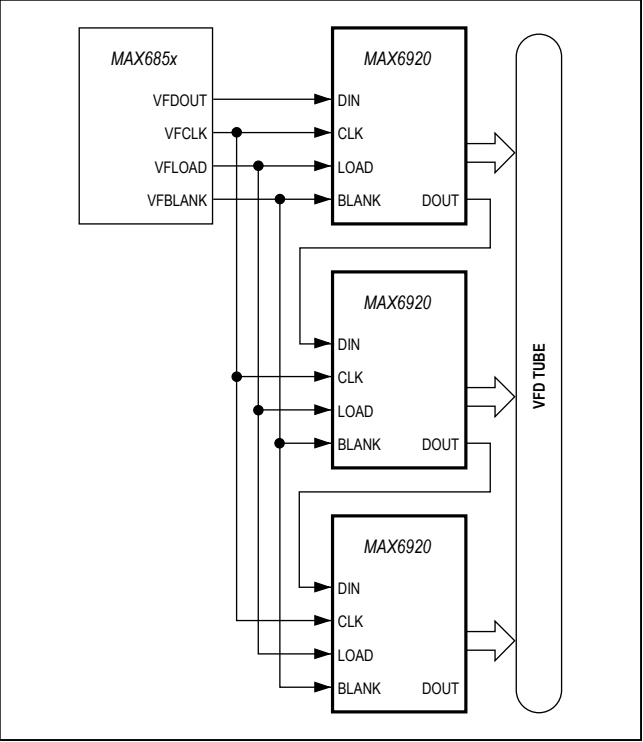 MAX685x
VFDOUT
VFCLK
VFLOAD
VFBLANK
MAX6920
DIN
CLK
LOAD
BLANK DOUT
MAX6920
DIN
CLK
LOAD
BLANK DOUT
MAX6920
DIN
CLK
LOAD
BLANK DOUT
VFD TUBE